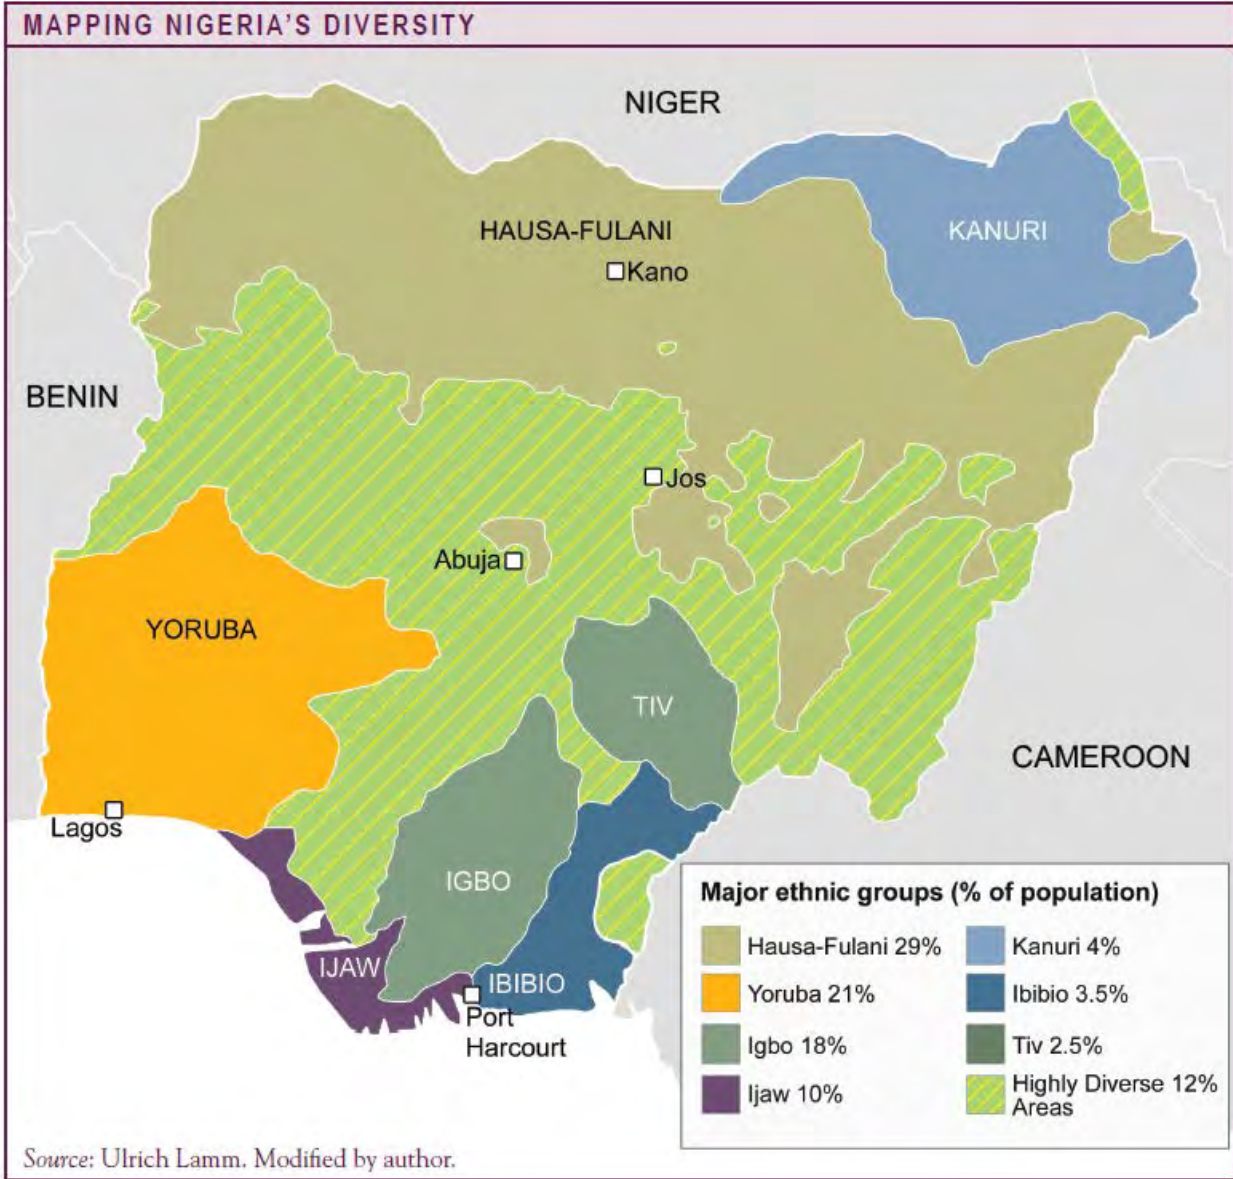 MAPPING NIGERIA'S DIVERSITY
NIGER
HAUSA-FULANI
Kano
KANURI
BENIN
Jos
Abuja
YORUBA
TIV
CAMEROON
Lagos
IGBO
IJAW
IBIBIO
Port
Harcourt
Major ethnic groups (% of population)
Hausa-Fulani 29%
Yoruba 21%
Igbo 18%
Ijaw 10%
Kanuri 4%
Ibibio 3.5%
Tiv 2.5%
Highly Diverse 12%
Areas
Source: Ulrich Lamm. Modified by author.